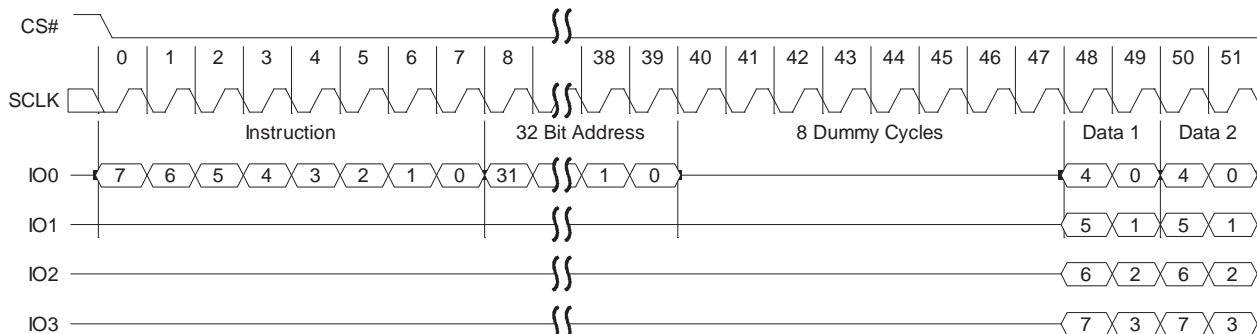 CS#
0 1 2 3 4 5 6 7 8 38 39 40 41 42 43 44 45 46 47 48 49 50 51
SCLK
Instruction 32 Bit Address 8 Dummy Cycles Data 1 Data 2
IO0 7 6 5 4 3 2 1 0 31 1 0 4 0 4 0
IO1 5 1 5 1
IO2 6 2 6 2
IO3 7 3 7 3